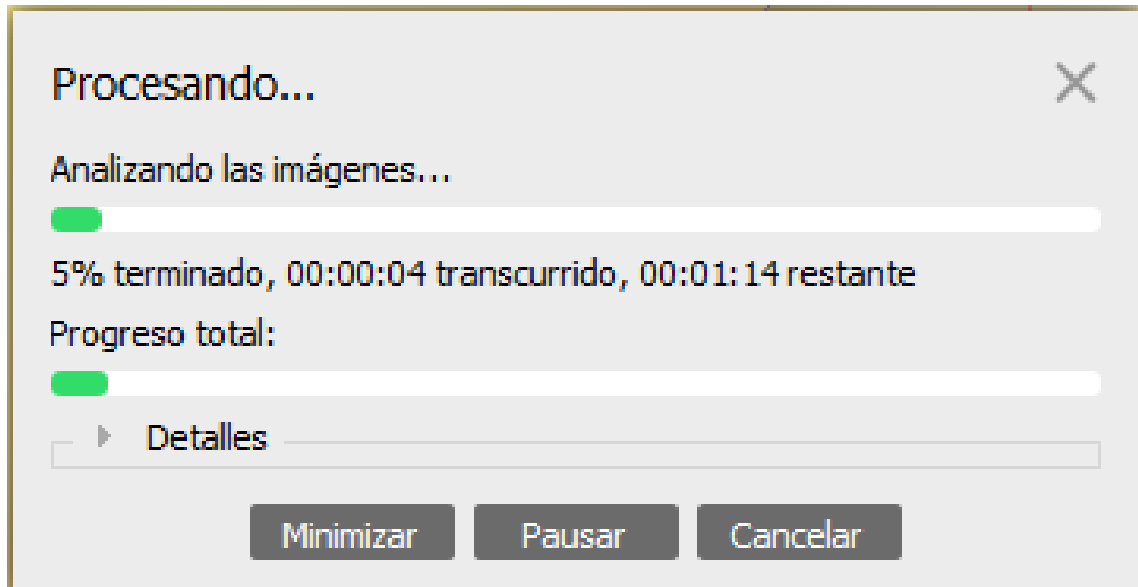 Procesando...
Analizando las imágenes...
5% terminado, 00:00:04 transcurrido, 00:01:14 restante
Progreso total:
Detalles
Minimizar Pausar Cancelar